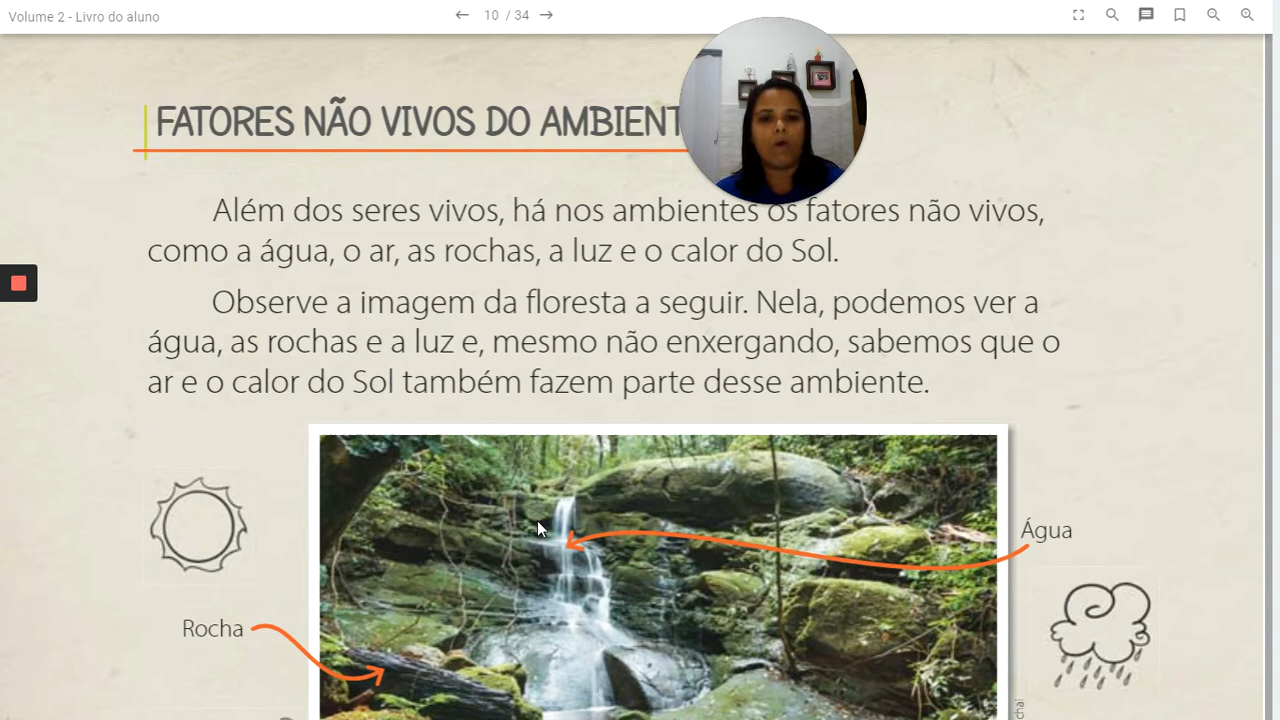 Volume 2 - Livro do aluno
10 / 34
FATORES NÃO VIVOS DO AMBIENT
Além dos seres vivos, há nos ambientes os fatores não vivos,
como a água, o ar, as rochas, a luz e o calor do Sol.
Observe a imagem da floresta a seguir. Nela, podemos ver a
água, as rochas e a luz e, mesmo não enxergando, sabemos que o
ar e o calor do Sol também fazem parte desse ambiente.
Água
Rocha